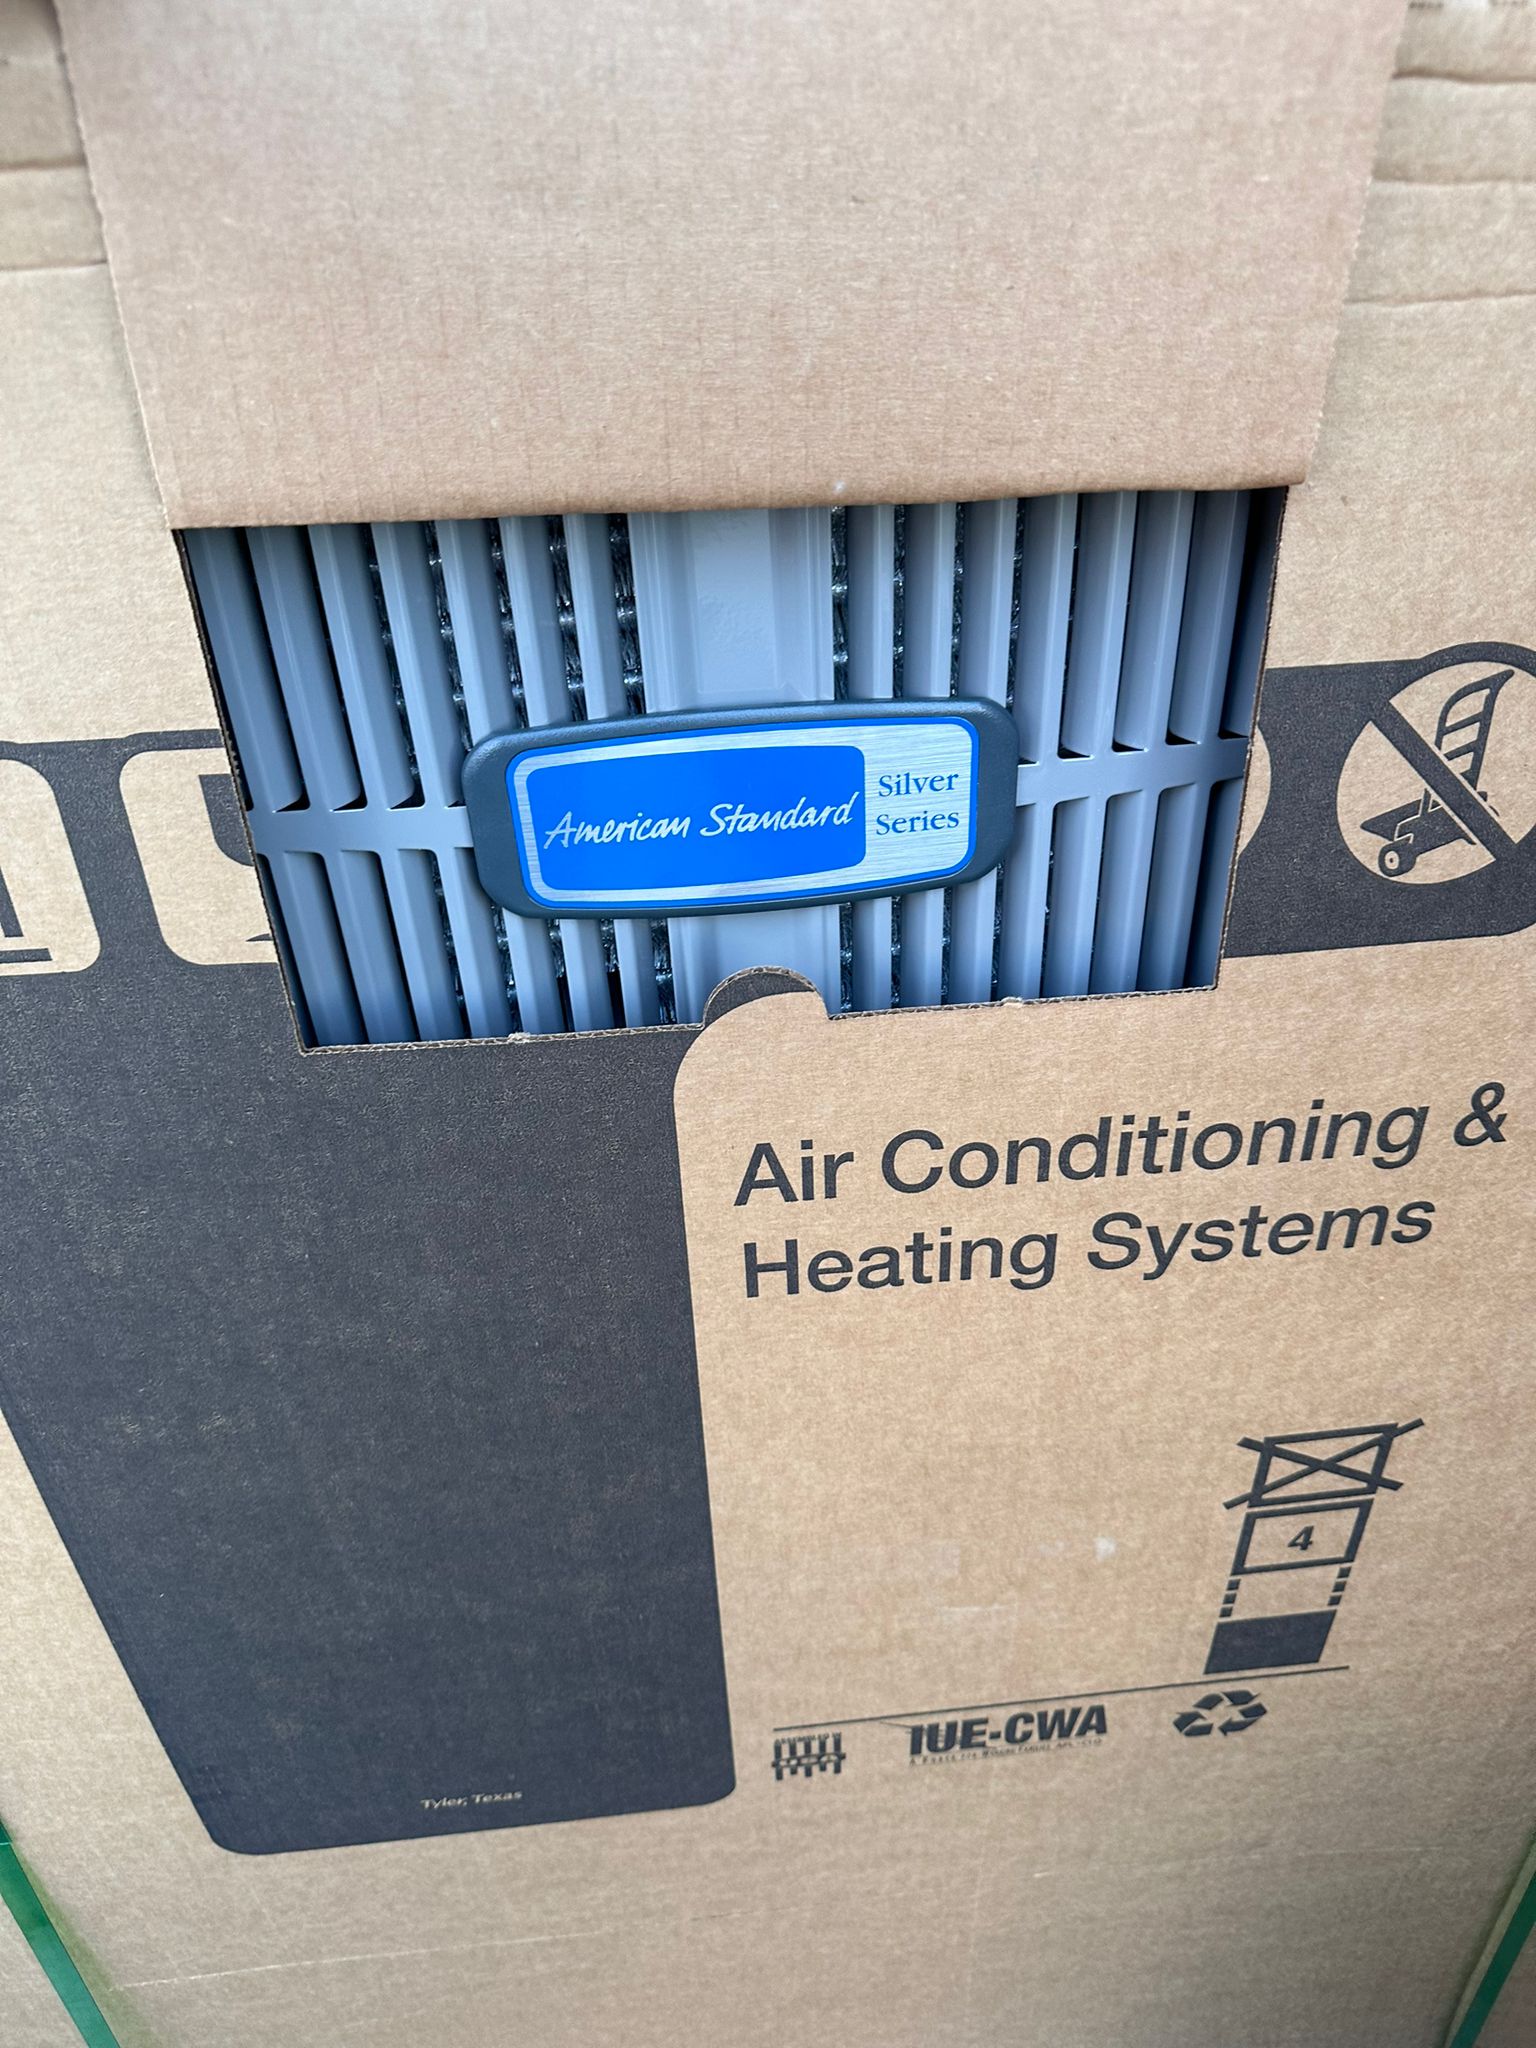 American Standard
Silver
Series
Air Conditioning &
Heating Systems
4
IUE-CWA
Tyler, Texas